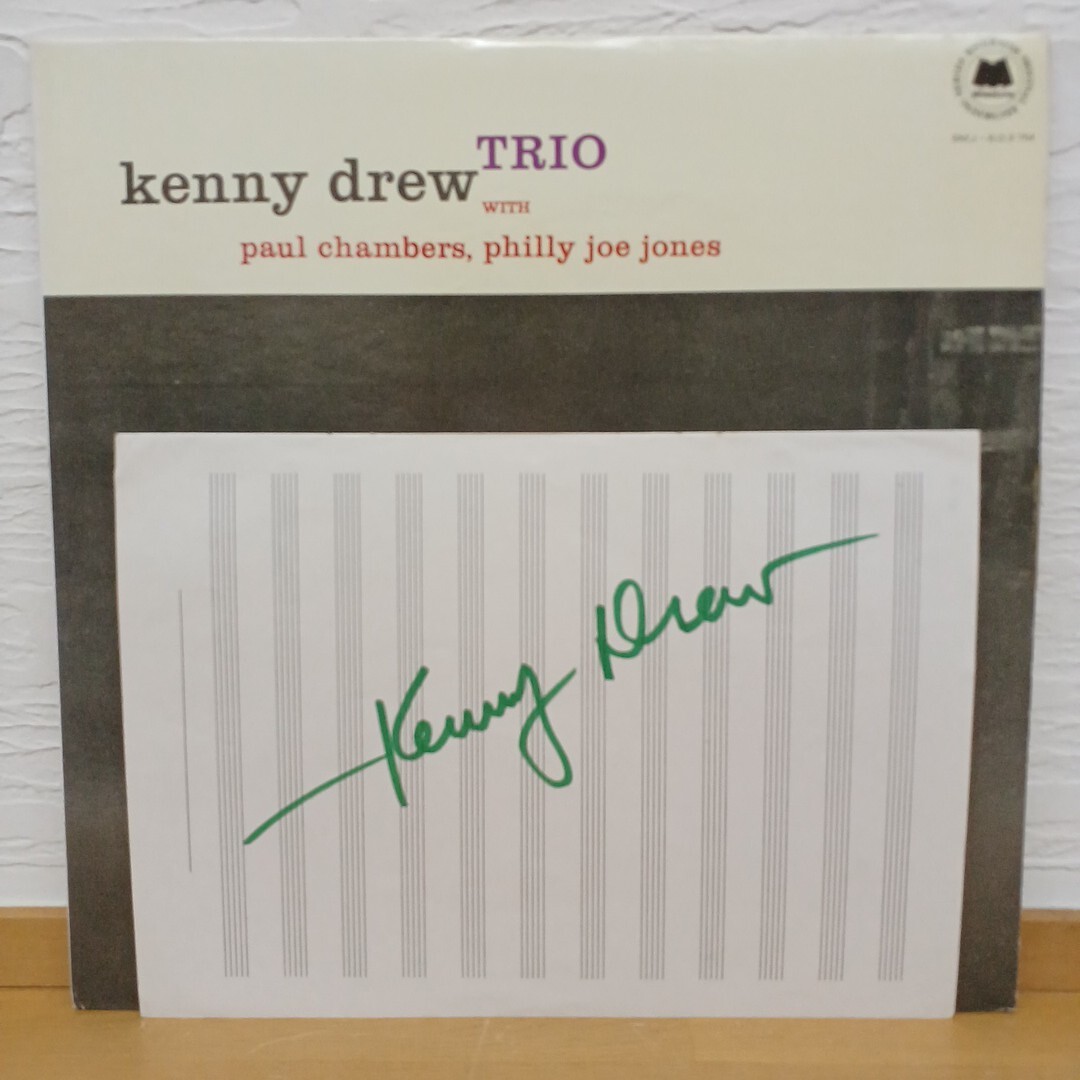 TRIO
kenny drew
WITH
paul chambers, philly joe jones
Kenny Drew